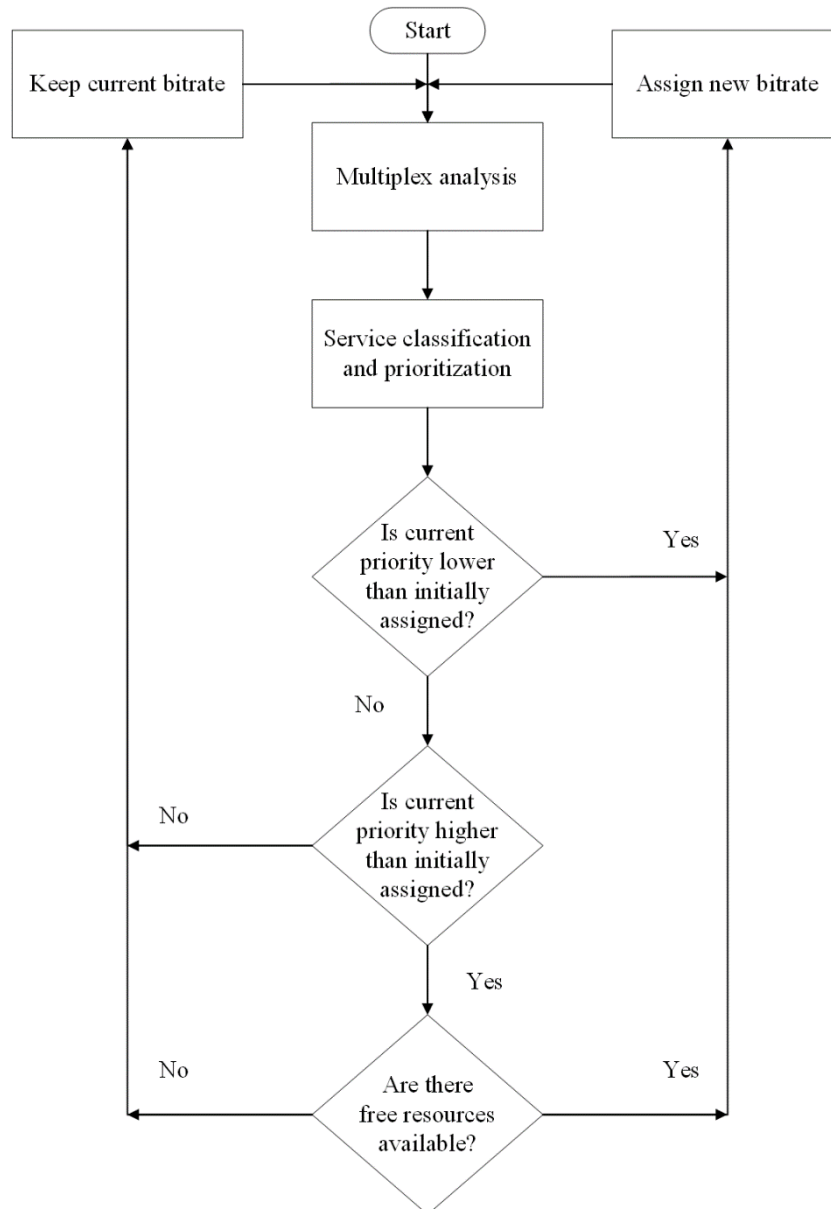 Start
Keep current bitrate
Assign new bitrate
Multiplex analysis
Service classification
and prioritization
Is current
priority lower
than initially
assigned?
Yes
No
Is current
priority higher
than initially
assigned?
No
Yes
Are there
free resources
available?
No
Yes